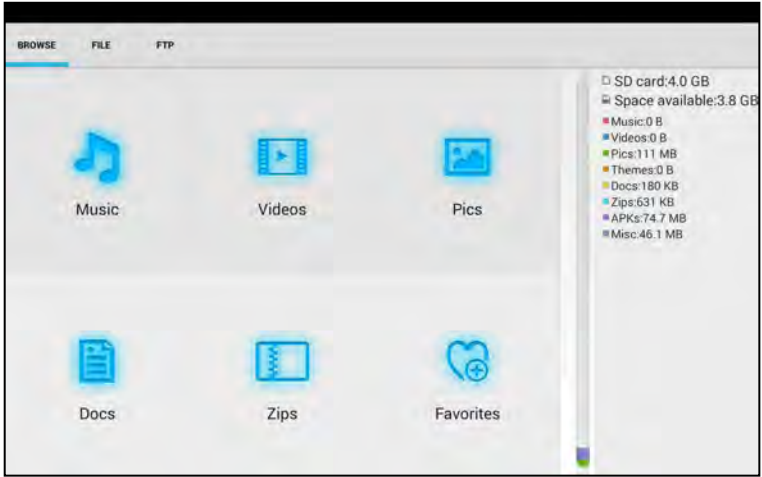 BROWSE FILE FTP
Music Videos Pics
Docs Zips Favorites
SD card:4.0 GB
Space available:3.8 GB
Music:0 B
Videos:0 B
Pics:111 MB
Themes:0 B
Docs:180 KB
Zips:631 KB
APKs:74.7 MB
Misc:46.1 MB